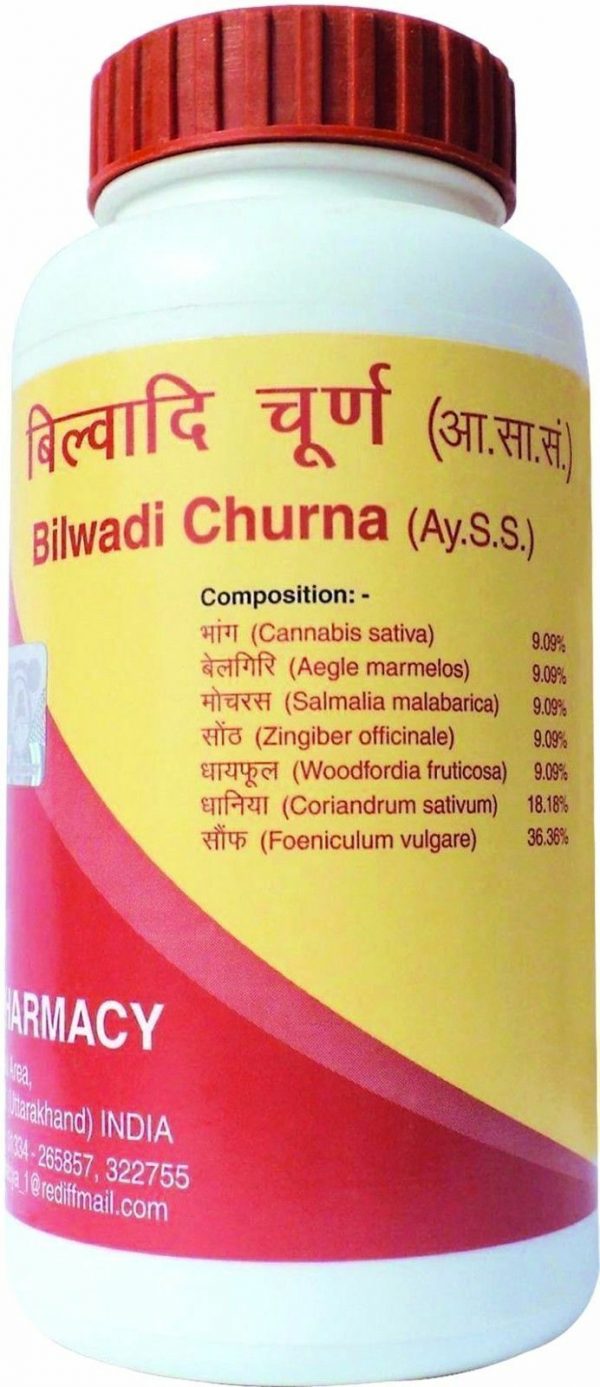 बिल्वादि चूर्ण (आ.सा.सं.)
Bilwadi Churna (Ay.S.S.)
Composition: -
भांग (Cannabis sativa) 9.09%
बेलगिरि (Aegle marmelos) 9.09%
मोचरस (Salmalia malabarica) 9.09%
सोंठ (Zingiber officinale) 9.09%
धायफूल (Woodfordia fruticosa) 9.09%
धानिया (Coriandrum sativum) 18.18%
सौंफ (Foeniculum vulgare) 36.36%
HARMACY
Area,
(Uttarakhand) INDIA
334 - 265857, 322755
_1@rediffmail.com